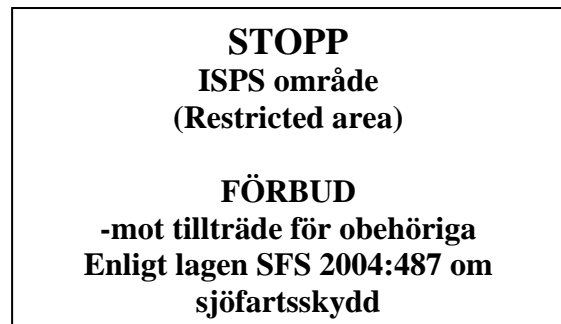 STOPP
ISPS område
(Restricted area)
FÖRBUD
-mot tillträde för obehöriga
Enligt lagen SFS 2004:487 om
sjöfartsskydd